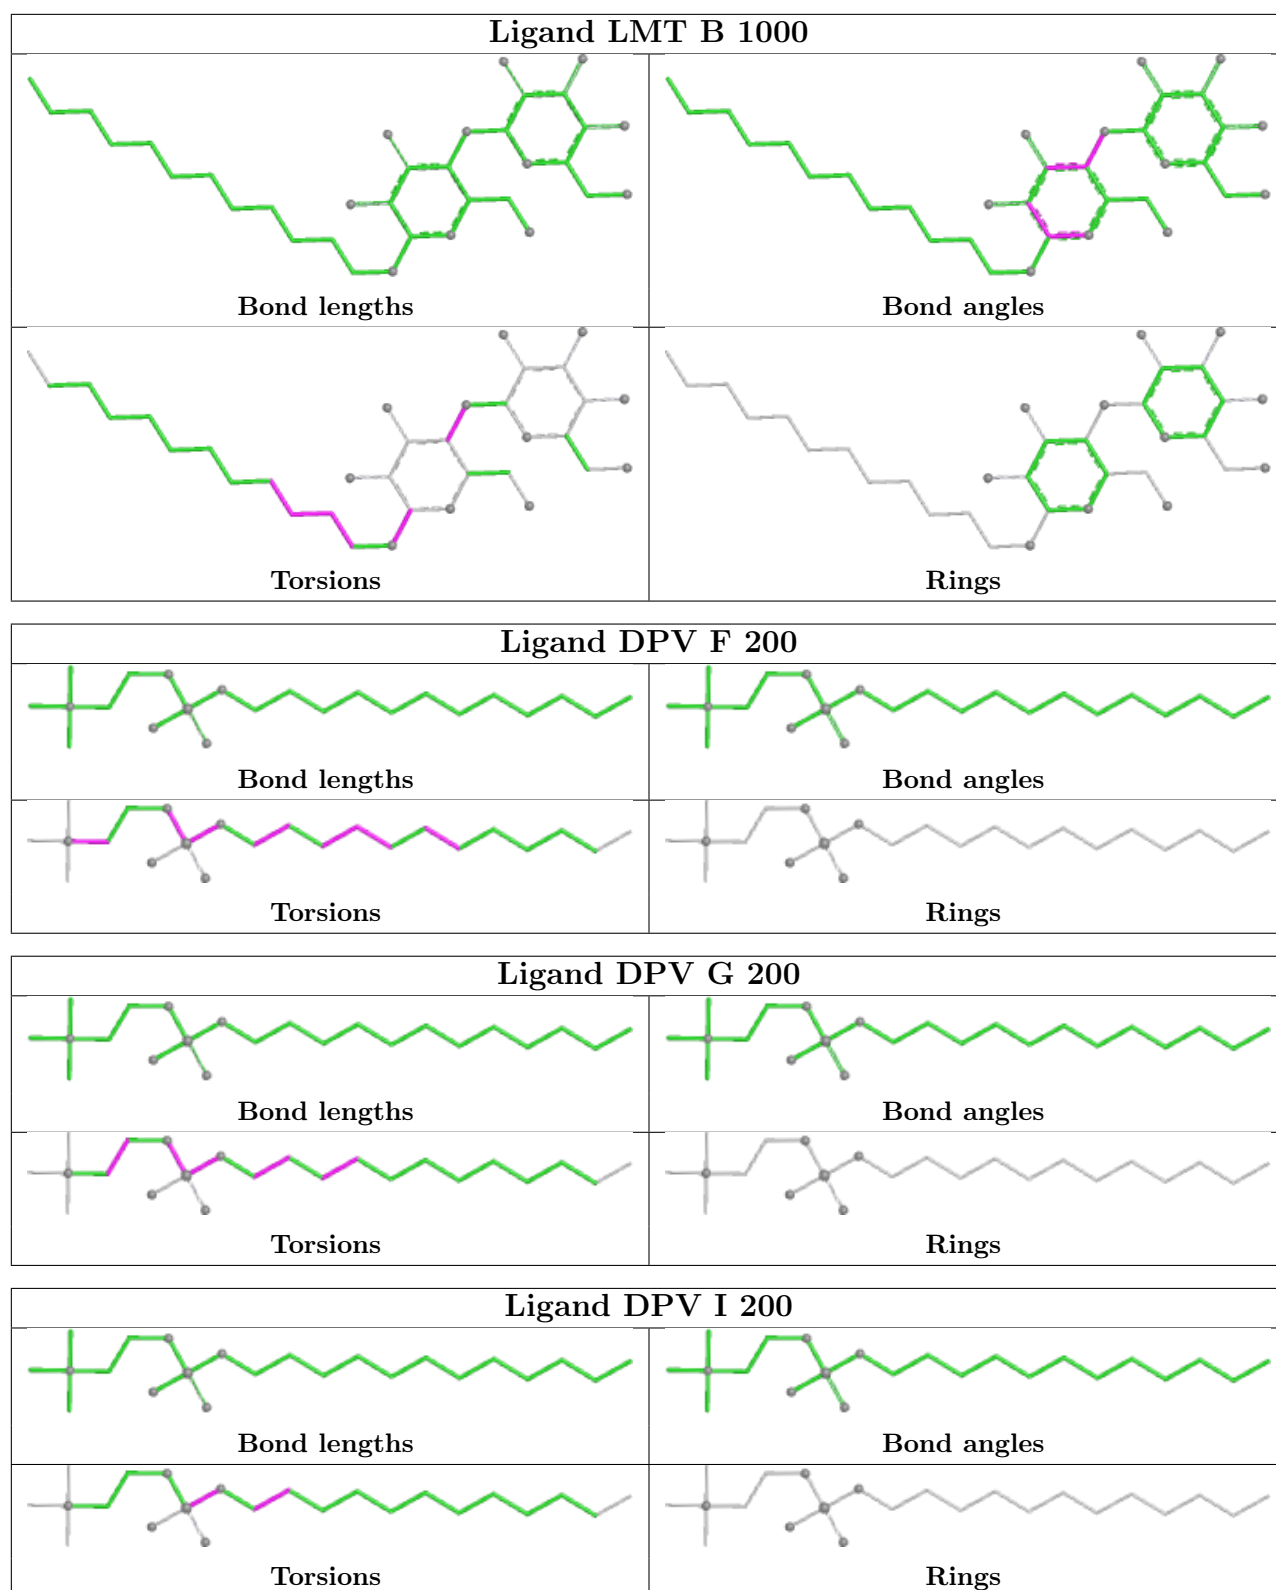 Ligand LMT B 1000
Bond lengths
Bond angles
Torsions
Rings
Ligand DPV F 200
Bond lengths
Bond angles
Torsions
Rings
Ligand DPV G 200
Bond lengths
Bond angles
Torsions
Rings
Ligand DPV I 200
Bond lengths
Bond angles
Torsions
Rings